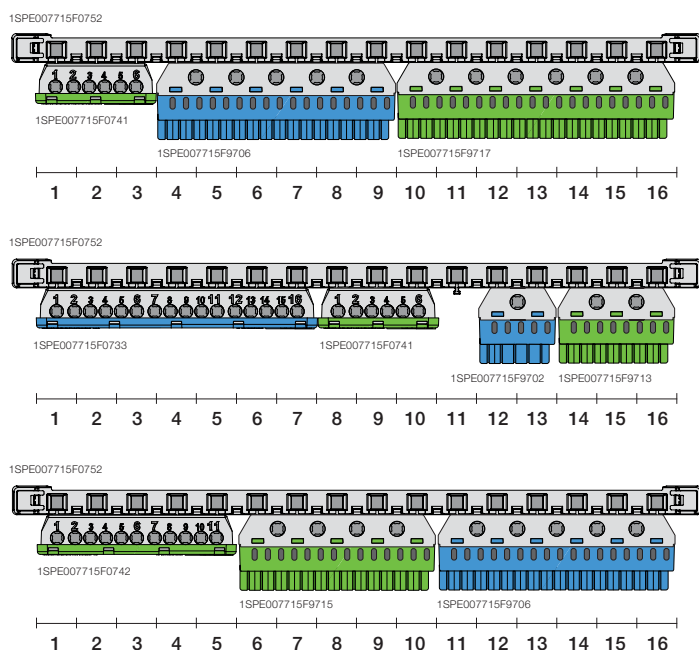 1SPE007715F0752
1 2 3 4 5 6
1SPE007715F0741
1SPE007715F9706
1SPE007715F9717
1 2 3 4 5 6 7 8 9 10 11 12 13 14 15 16
1SPE007715F0752
1 2 3 4 5 6 7 8 9 10 11 12 13 14 15 16 1 2 3 4 5 6
1SPE007715F0733
1SPE007715F0741
1SPE007715F9702
1SPE007715F9713
1 2 3 4 5 6 7 8 9 10 11 12 13 14 15 16
1SPE007715F0752
1 2 3 4 5 6 7 8 9 10 11
1SPE007715F0742
1SPE007715F9715
1SPE007715F9706
1 2 3 4 5 6 7 8 9 10 11 12 13 14 15 16